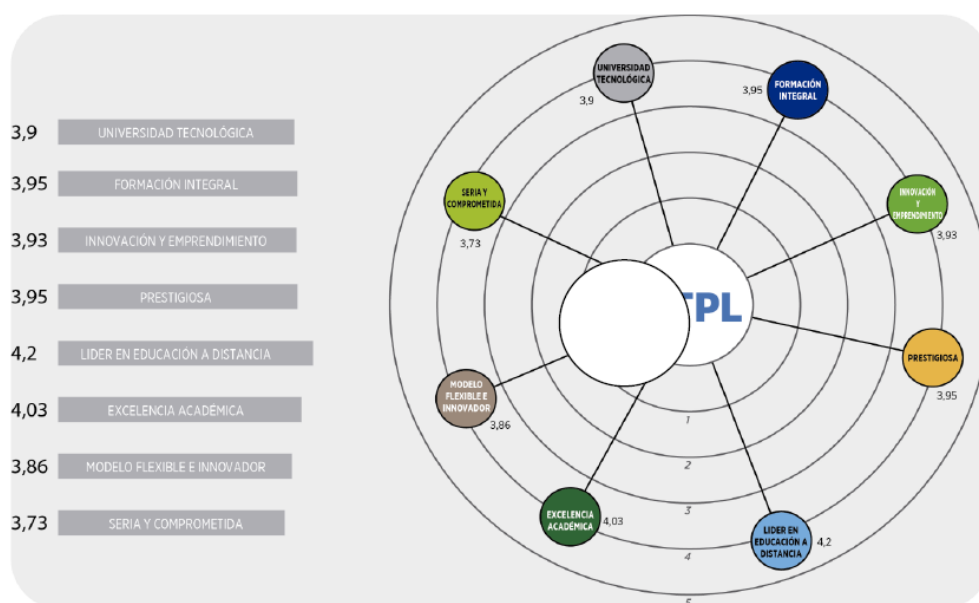 3,9 UNIVERSIDAD TECNOLÓGICA
3,95 FORMACIÓN INTEGRAL
3,93 INNOVACIÓN Y EMPRENDIMIENTO
3,95 PRESTIGIOSA
4,2 LIDER EN EDUCACIÓN A DISTANCIA
4,03 EXCELENCIA ACADÉMICA
3,86 MODELO FLEXIBLE E INNOVADOR
3,73 SERIA Y COMPROMETIDA
UNIVERSIDAD
TECNOLÓGICA
3,9
FORMACIÓN
INTEGRAL
3,95
SERIA Y
COMPROMETIDA
3,73
INNOVACIÓN
Y
EMPRENDIMIENTO
3,93
TPL
PRESTIGIOSA
3,95
MODELO
FLEXIBLE E
INNOVADOR
3,86
EXCELENCIA
ACADÉMICA
4,03
LIDER EN
EDUCACIÓN A
DISTANCIA
4,2
1
2
3
4
5